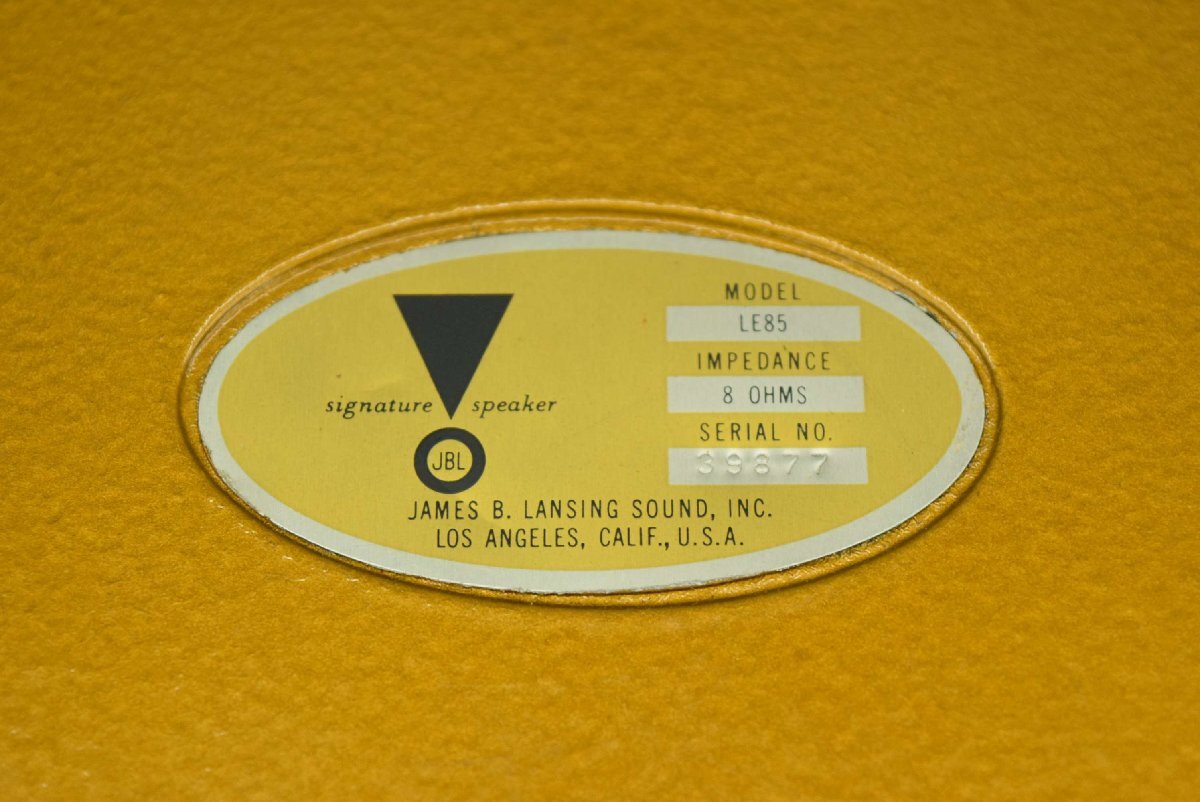 signature speaker
JBL
MODEL
LE85
IMPEDANCE
8 OHMS
SERIAL NO.
39877
JAMES B. LANSING SOUND, INC.
LOS ANGELES, CALIF., U.S.A.